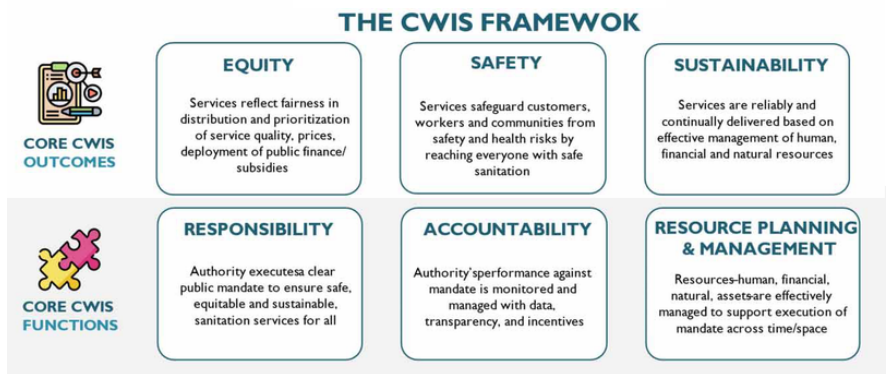 THE CWIS FRAMEWOK
CORE CWIS
OUTCOMES
EQUITY
Services reflect fairness in
distribution and prioritization
of service quality, prices,
deployment of public finance/
subsidies
SAFETY
Services safeguard customers,
workers and communities from
safety and health risks by
reaching everyone with safe
sanitation
SUSTAINABILITY
Services are reliably and
continually delivered based on
effective management of human,
financial and natural resources
CORE CWIS
FUNCTIONS
RESPONSIBILITY
Authority executesa clear
public mandate to ensure safe,
equitable and sustainable,
sanitation services for all
ACCOUNTABILITY
Authority'sperformance against
mandate is monitored and
managed with data,
transparency, and incentives
RESOURCE PLANNING
& MANAGEMENT
Resources–human, financial,
natural, assets-are effectively
managed to support execution of
mandate across time/space